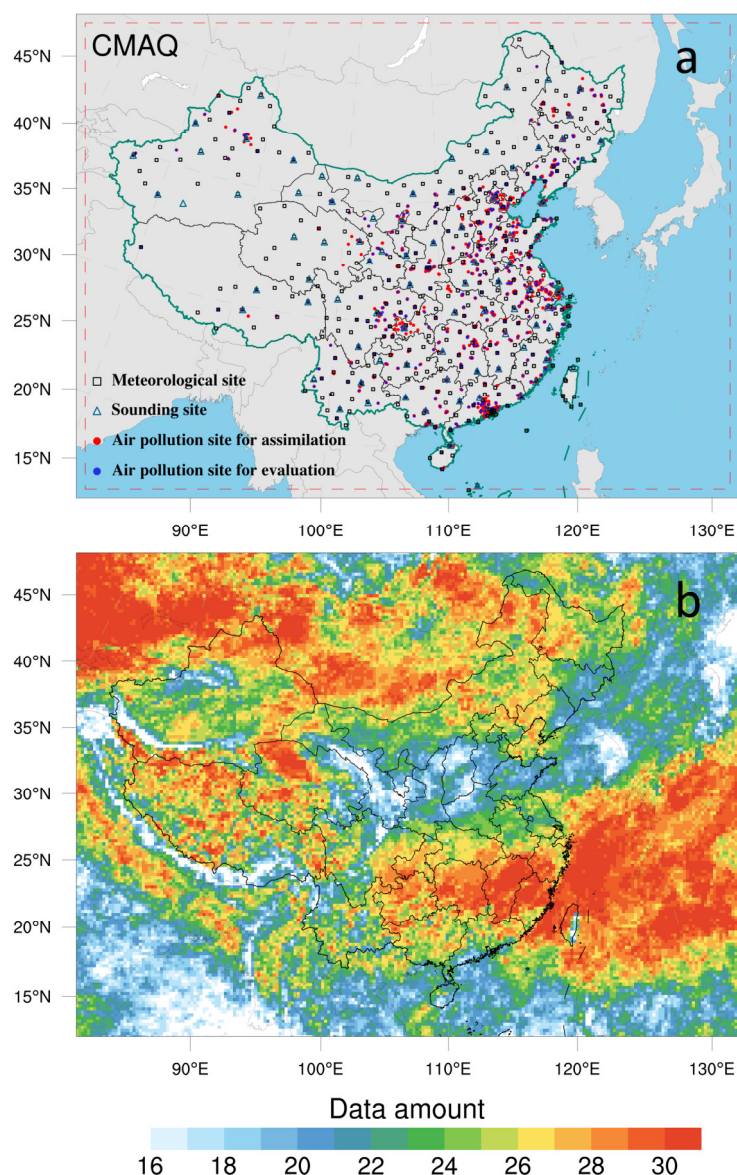 CMAQ
a
45°N
40°N
35°N
30°N
25°N
20°N
15°N
Meteorological site
Sounding site
Air pollution site for assimilation
Air pollution site for evaluation
90°E 100°E 110°E 120°E 130°E
b
45°N
40°N
35°N
30°N
25°N
20°N
15°N
90°E 100°E 110°E 120°E 130°E
Data amount
16 18 20 22 24 26 28 30